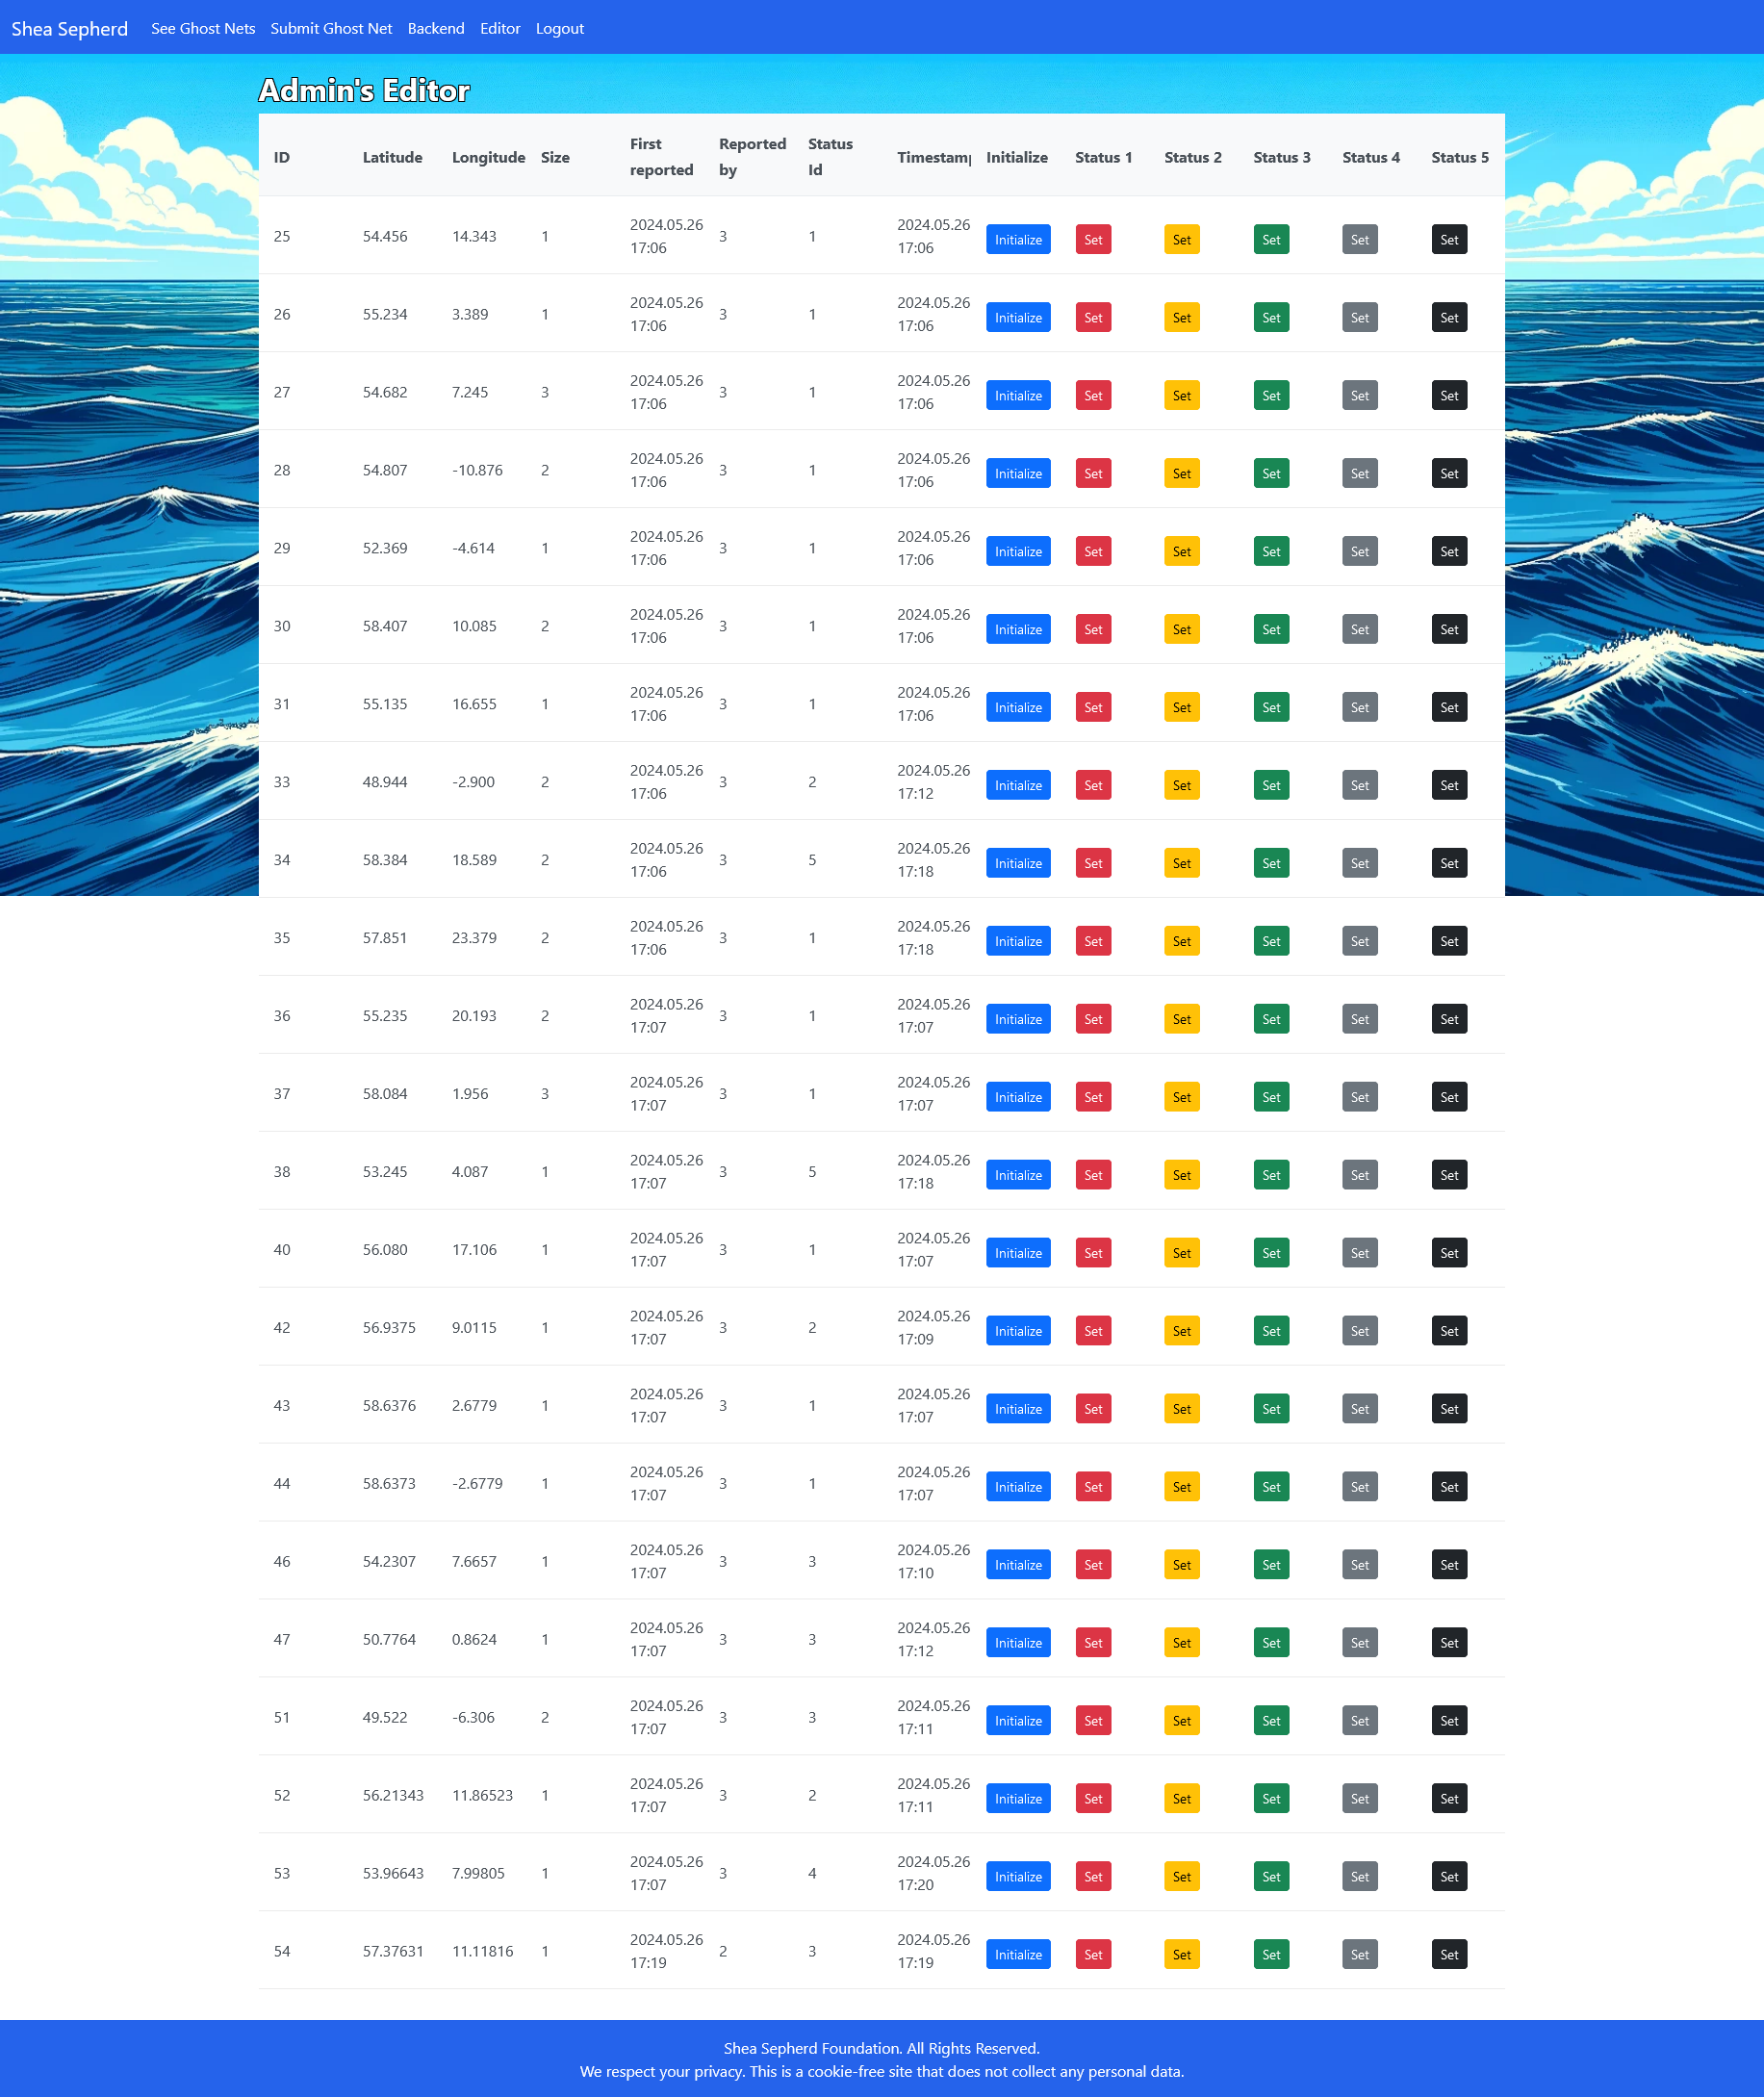 Shea Sepherd See Ghost Nets Submit Ghost Net Backend Editor Logout
Admin's Editor
ID Latitude Longitude Size First reported Reported by Status Id Timestamp Initialize Status 1 Status 2 Status 3 Status 4 Status 5
25 54.456 14.343 1 2024.05.26 17:06 3 1 2024.05.26 17:06 Initialize Set Set Set Set Set
26 55.234 3.389 1 2024.05.26 17:06 3 1 2024.05.26 17:06 Initialize Set Set Set Set Set
27 54.682 7.245 3 2024.05.26 17:06 3 1 2024.05.26 17:06 Initialize Set Set Set Set Set
28 54.807 -10.876 2 2024.05.26 17:06 3 1 2024.05.26 17:06 Initialize Set Set Set Set Set
29 52.369 -4.614 1 2024.05.26 17:06 3 1 2024.05.26 17:06 Initialize Set Set Set Set Set
30 58.407 10.085 2 2024.05.26 17:06 3 1 2024.05.26 17:06 Initialize Set Set Set Set Set
31 55.135 16.655 1 2024.05.26 17:06 3 1 2024.05.26 17:06 Initialize Set Set Set Set Set
33 48.944 -2.900 2 2024.05.26 17:06 3 2 2024.05.26 17:12 Initialize Set Set Set Set Set
34 58.384 18.589 2 2024.05.26 17:06 3 5 2024.05.26 17:18 Initialize Set Set Set Set Set
35 57.851 23.379 2 2024.05.26 17:06 3 1 2024.05.26 17:18 Initialize Set Set Set Set Set
36 55.235 20.193 2 2024.05.26 17:07 3 1 2024.05.26 17:07 Initialize Set Set Set Set Set
37 58.084 1.956 3 2024.05.26 17:07 3 1 2024.05.26 17:07 Initialize Set Set Set Set Set
38 53.245 4.087 1 2024.05.26 17:07 3 5 2024.05.26 17:18 Initialize Set Set Set Set Set
40 56.080 17.106 1 2024.05.26 17:07 3 1 2024.05.26 17:07 Initialize Set Set Set Set Set
42 56.9375 9.0115 1 2024.05.26 17:07 3 2 2024.05.26 17:09 Initialize Set Set Set Set Set
43 58.6376 2.6779 1 2024.05.26 17:07 3 1 2024.05.26 17:07 Initialize Set Set Set Set Set
44 58.6373 -2.6779 1 2024.05.26 17:07 3 1 2024.05.26 17:07 Initialize Set Set Set Set Set
46 54.2307 7.6657 1 2024.05.26 17:07 3 3 2024.05.26 17:10 Initialize Set Set Set Set Set
47 50.7764 0.8624 1 2024.05.26 17:07 3 3 2024.05.26 17:12 Initialize Set Set Set Set Set
51 49.522 -6.306 2 2024.05.26 17:07 3 3 2024.05.26 17:11 Initialize Set Set Set Set Set
52 56.21343 11.86523 1 2024.05.26 17:07 3 2 2024.05.26 17:11 Initialize Set Set Set Set Set
53 53.96643 7.99805 1 2024.05.26 17:07 3 4 2024.05.26 17:20 Initialize Set Set Set Set Set
54 57.37631 11.11816 1 2024.05.26 17:19 2 3 2024.05.26 17:19 Initialize Set Set Set Set Set
Shea Sepherd Foundation. All Rights Reserved.
We respect your privacy. This is a cookie-free site that does not collect any personal data.